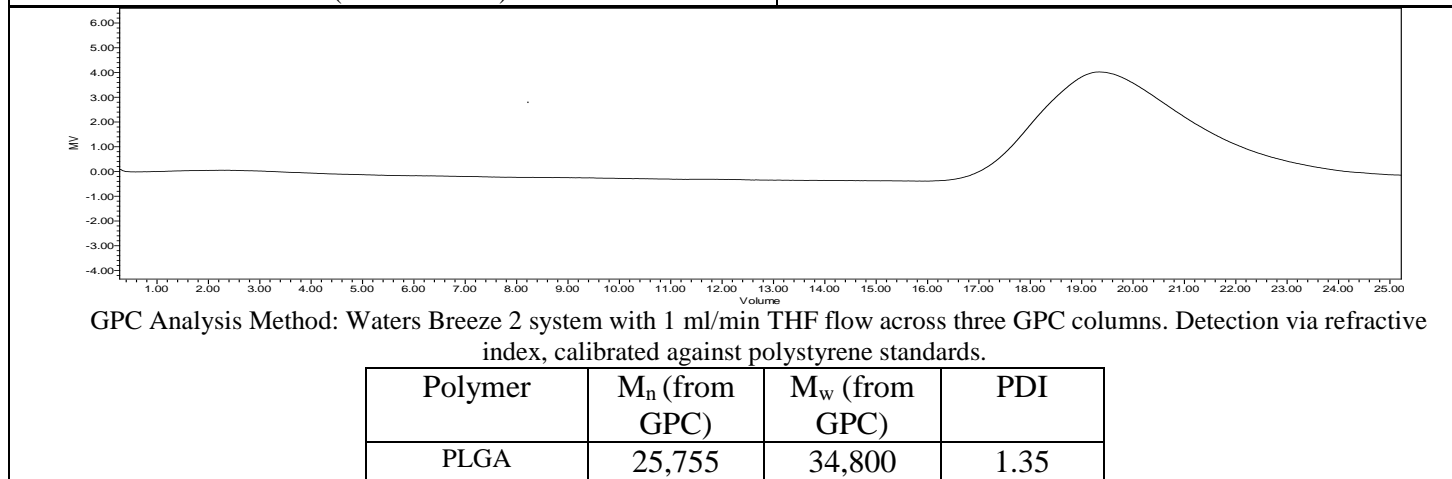 6.00
5.00
4.00
3.00
2.00
1.00
0.00
-1.00
-2.00
-3.00
-4.00
MV
1.00 2.00 3.00 4.00 5.00 6.00 7.00 8.00 9.00 10.00 11.00 12.00 13.00 14.00 15.00 16.00 17.00 18.00 19.00 20.00 21.00 22.00 23.00 24.00 25.00
Volume
GPC Analysis Method: Waters Breeze 2 system with 1 ml/min THF flow across three GPC columns. Detection via refractive
index, calibrated against polystyrene standards.
Polymer Mn (from GPC) Mw (from GPC) PDI
PLGA 25,755 34,800 1.35